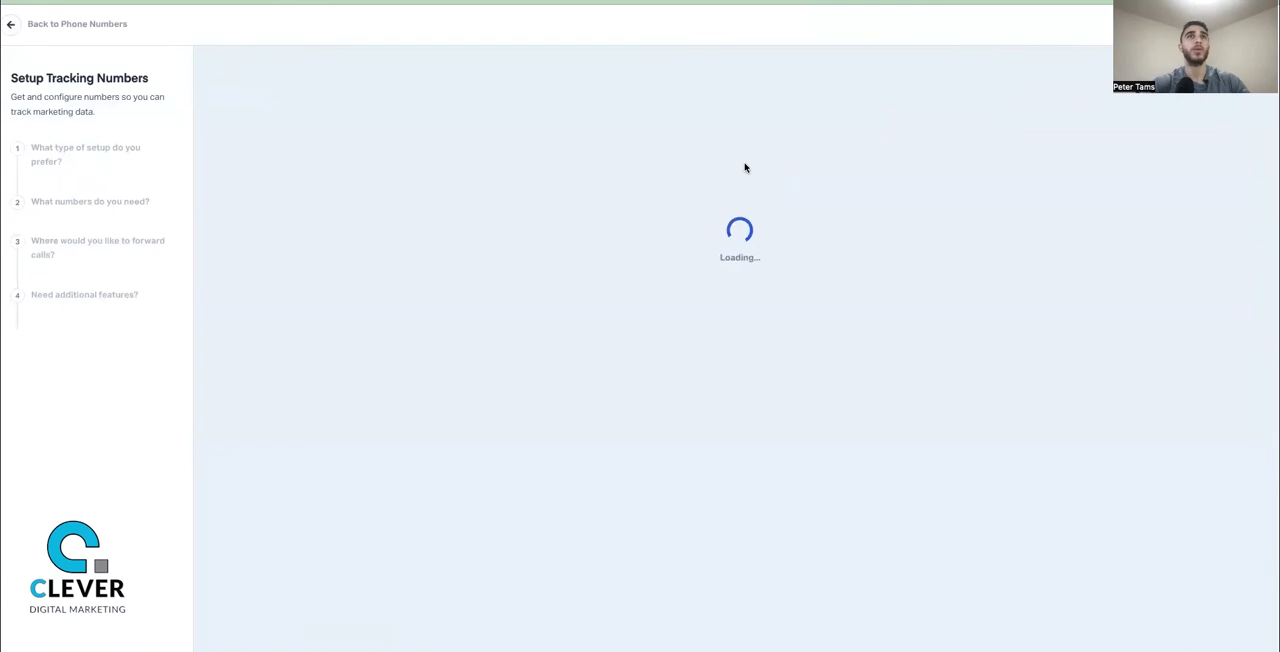 Back to Phone Numbers
Peter Tams
Setup Tracking Numbers
Get and configure numbers so you can
track marketing data.
1 What type of setup do you
prefer?
2 What numbers do you need?
3 Where would you like to forward
calls?
4 Need additional features?
Loading...
CLEVER
DIGITAL MARKETING